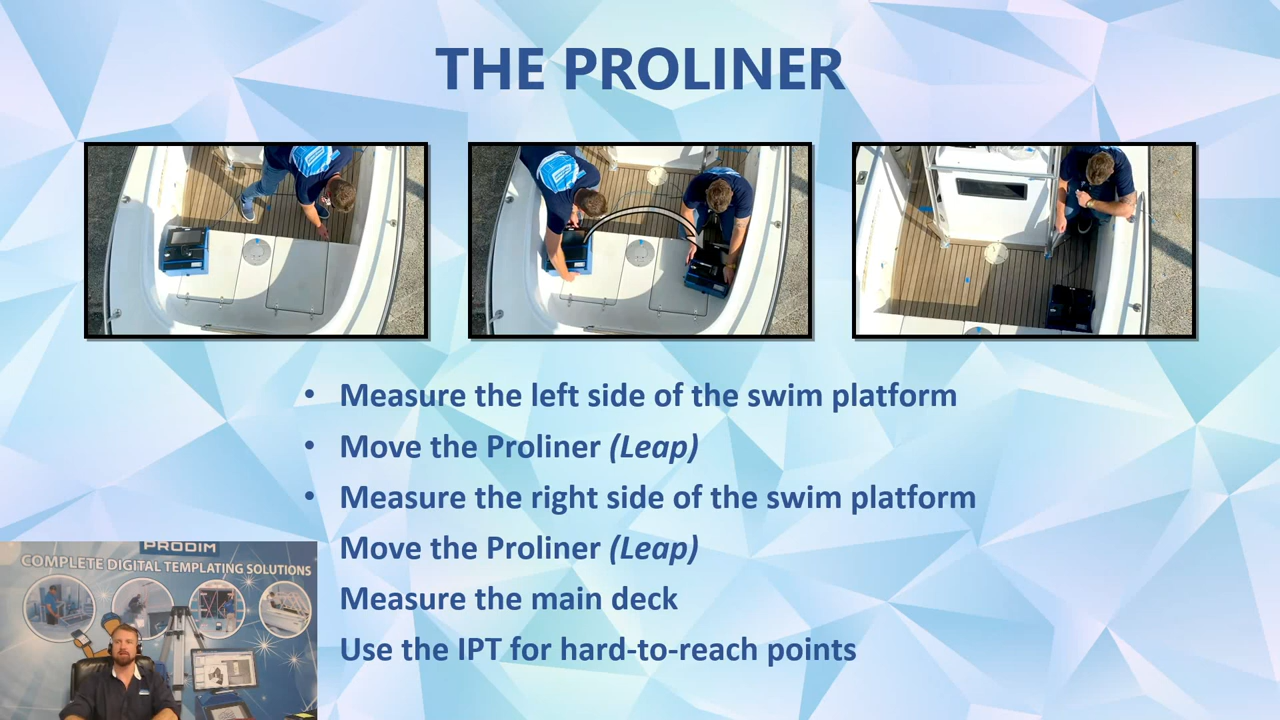 THE PROLINER
• Measure the left side of the swim platform
• Move the Proliner (Leap)
• Measure the right side of the swim platform
Move the Proliner (Leap)
Measure the main deck
Use the IPT for hard-to-reach points
PRODIM
COMPLETE DIGITAL TEMPLATING SOLUTIONS